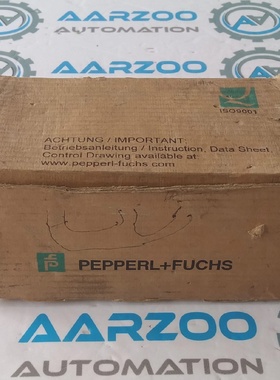 AARZOO
AUTOMATION
ISO9001
ACHTUNG / IMPORTANT
Betriebsanleitung / Instruction, Data Sheet,
Control Drawing available at
www.pepperl-fuchs.com
PEPPERL+FUCHS
AARZOO
AUTOMATION